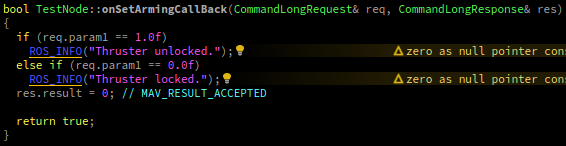 bool TestNode::onSetArmingCallBack(CommandLongRequest& req, CommandLongResponse& res)
{
  if (req.param1 == 1.0f)
    ROS_INFO("Thruster unlocked."); zero as null pointer cons
  else if (req.param1 == 0.0f)
    ROS_INFO("Thruster locked."); zero as null pointer con
  res.result = 0; // MAV_RESULT_ACCEPTED

  return true;
}